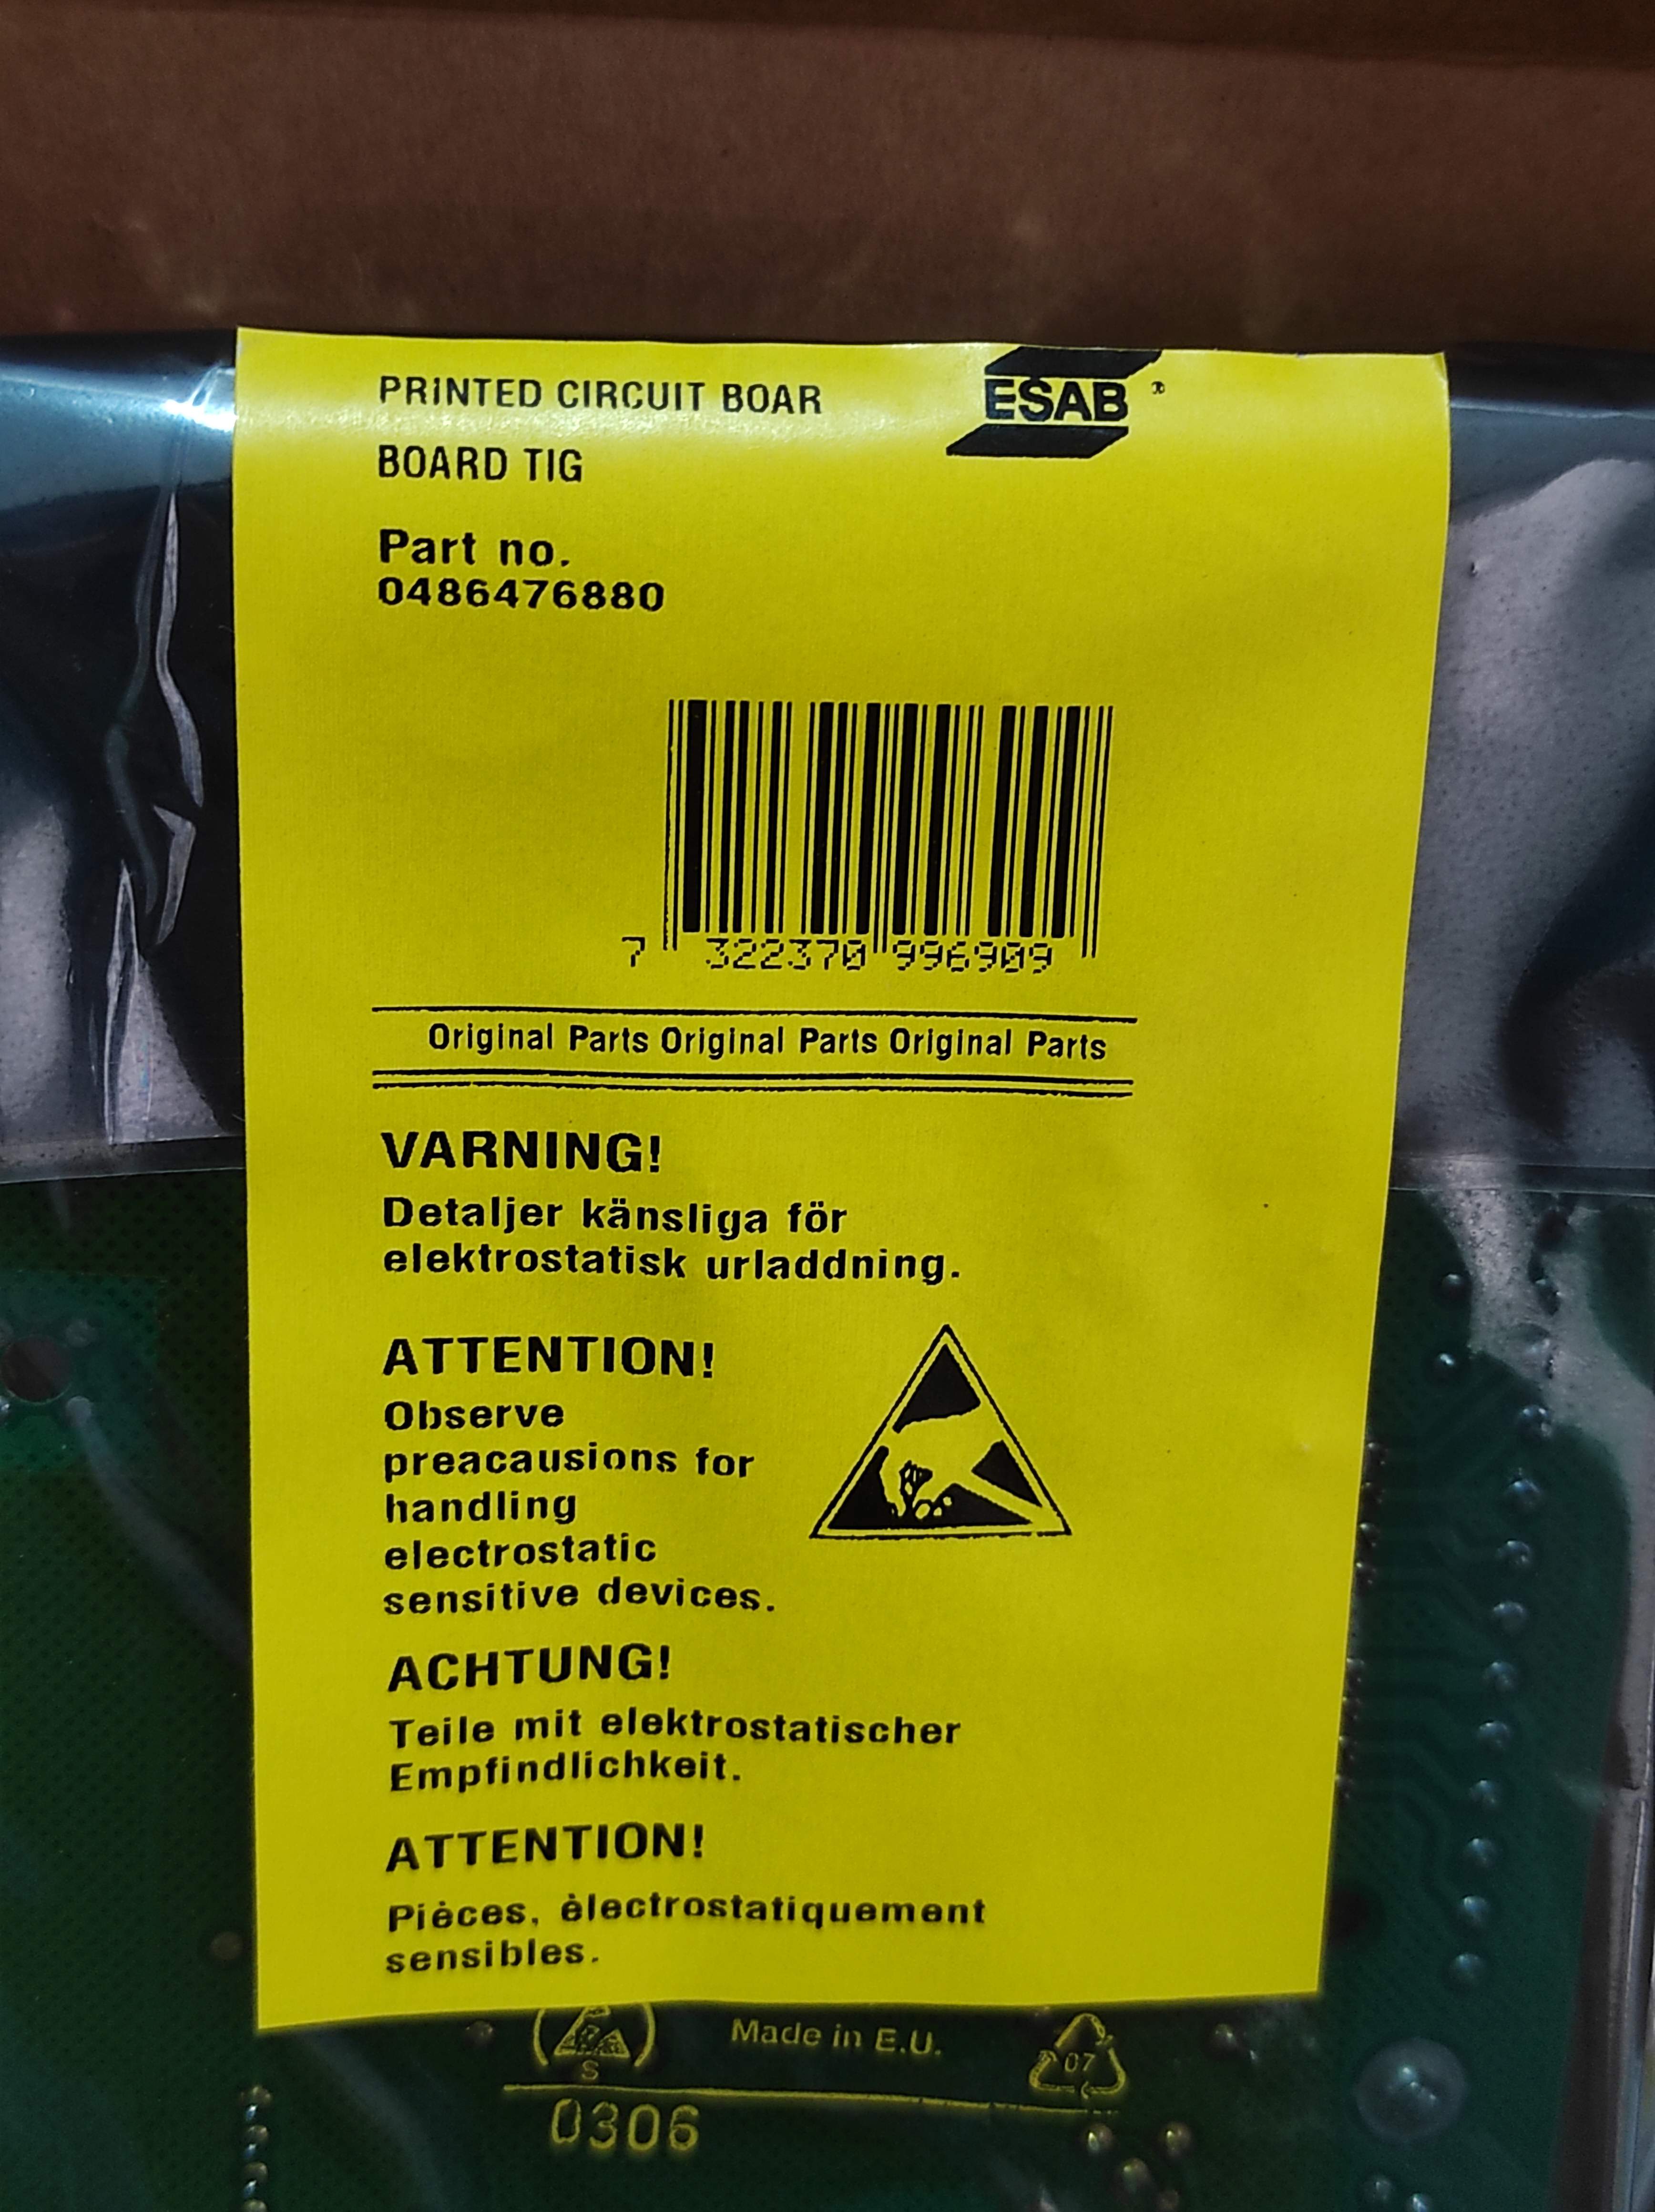 PRINTED CIRCUIT BOAR
ESAB ®
BOARD TIG
Part no.
0486476880
7 322370 996909
Original Parts Original Parts Original Parts
VARNING!
Detaljer känsliga för
elektrostatisk urladdning.
ATTENTION!
Observe
preacausions for
handling
electrostatic
sensitive devices.
ACHTUNG!
Teile mit elektrostatischer
Empfindlichkeit.
ATTENTION!
Pièces, èlectrostatiquement
sensibles.
S
Made in E.U.
07
0306